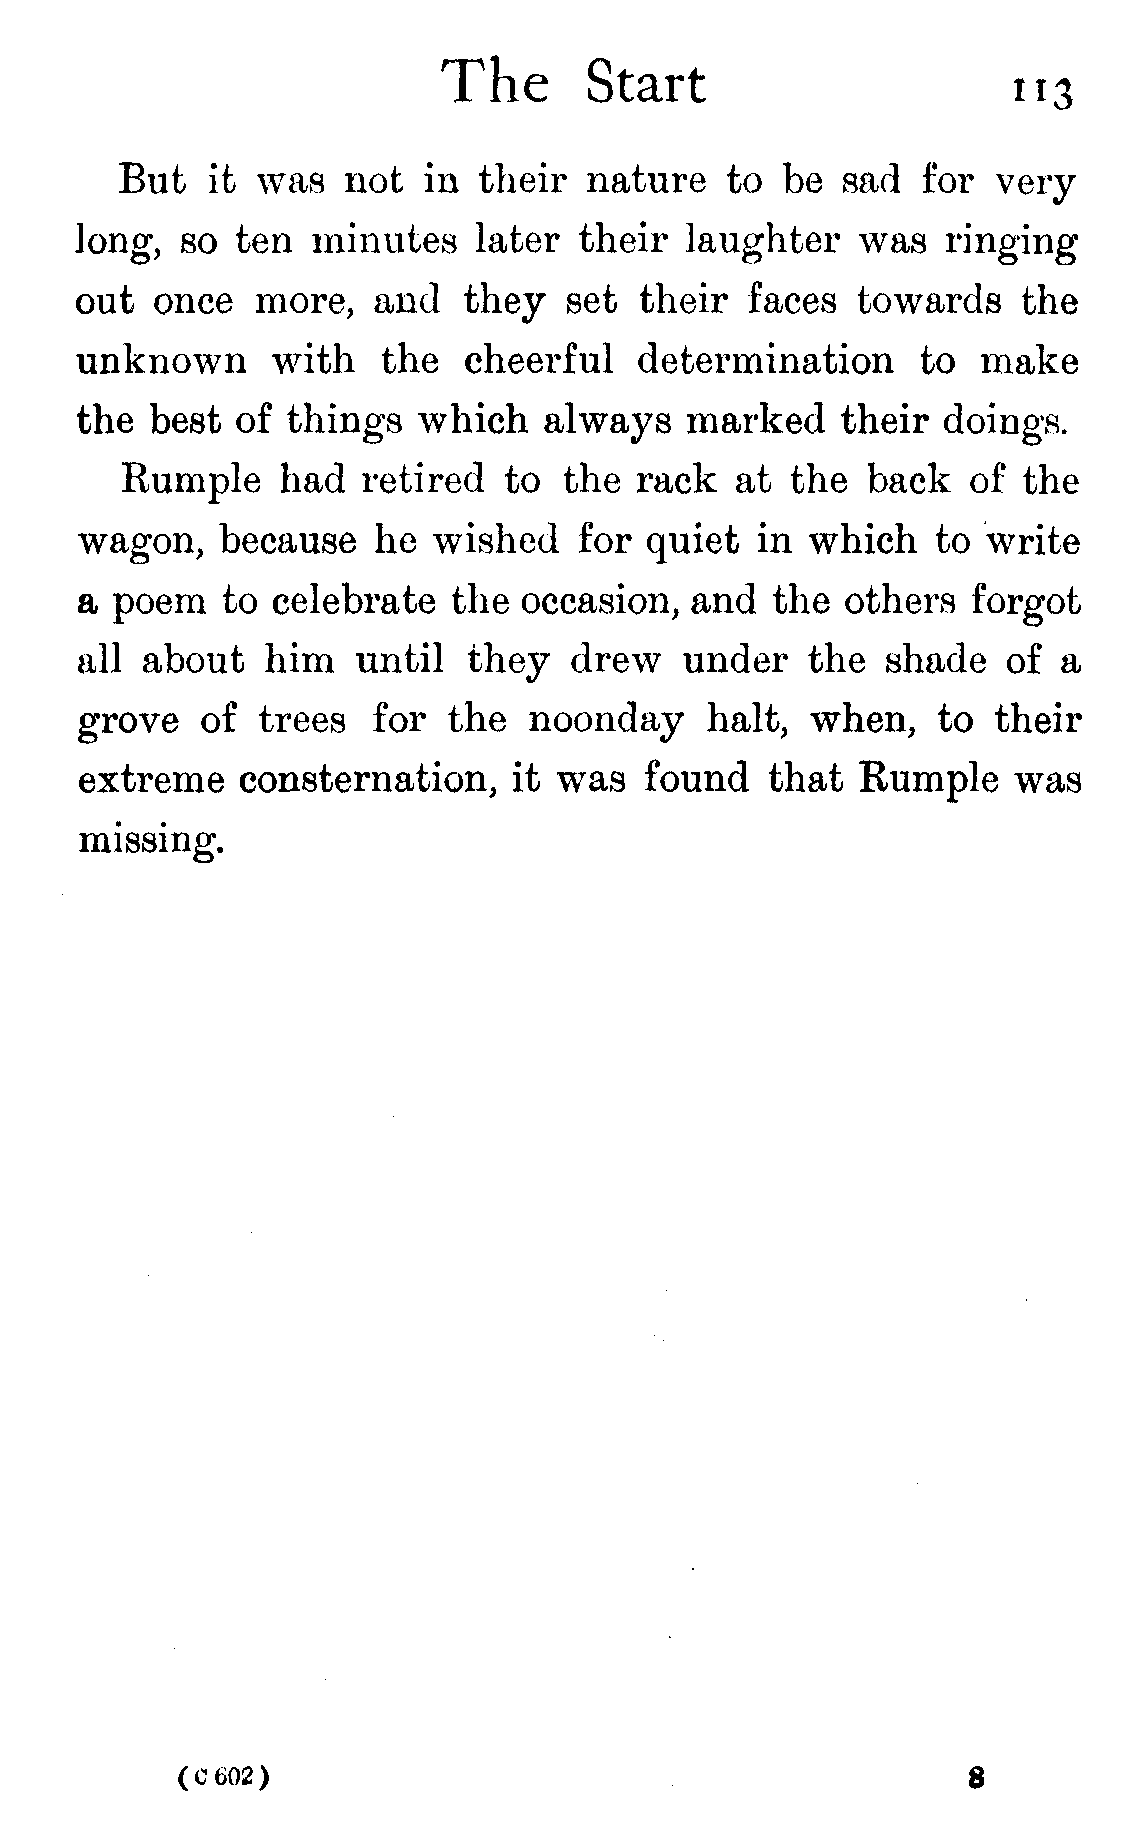 The Start 113
But it was not in their nature to be sad for very
long, so ten minutes later their laughter was ringing
out once more, and they set their faces towards the
unknown with the cheerful determination to make
the best of things which always marked their doings.
Rumple had retired to the rack at the back of the
wagon, because he wished for quiet in which to write
a poem to celebrate the occasion, and the others forgot
all about him until they drew under the shade of a
grove of trees for the noonday halt, when, to their
extreme consternation, it was found that Rumple was
missing.
(C 602) 8